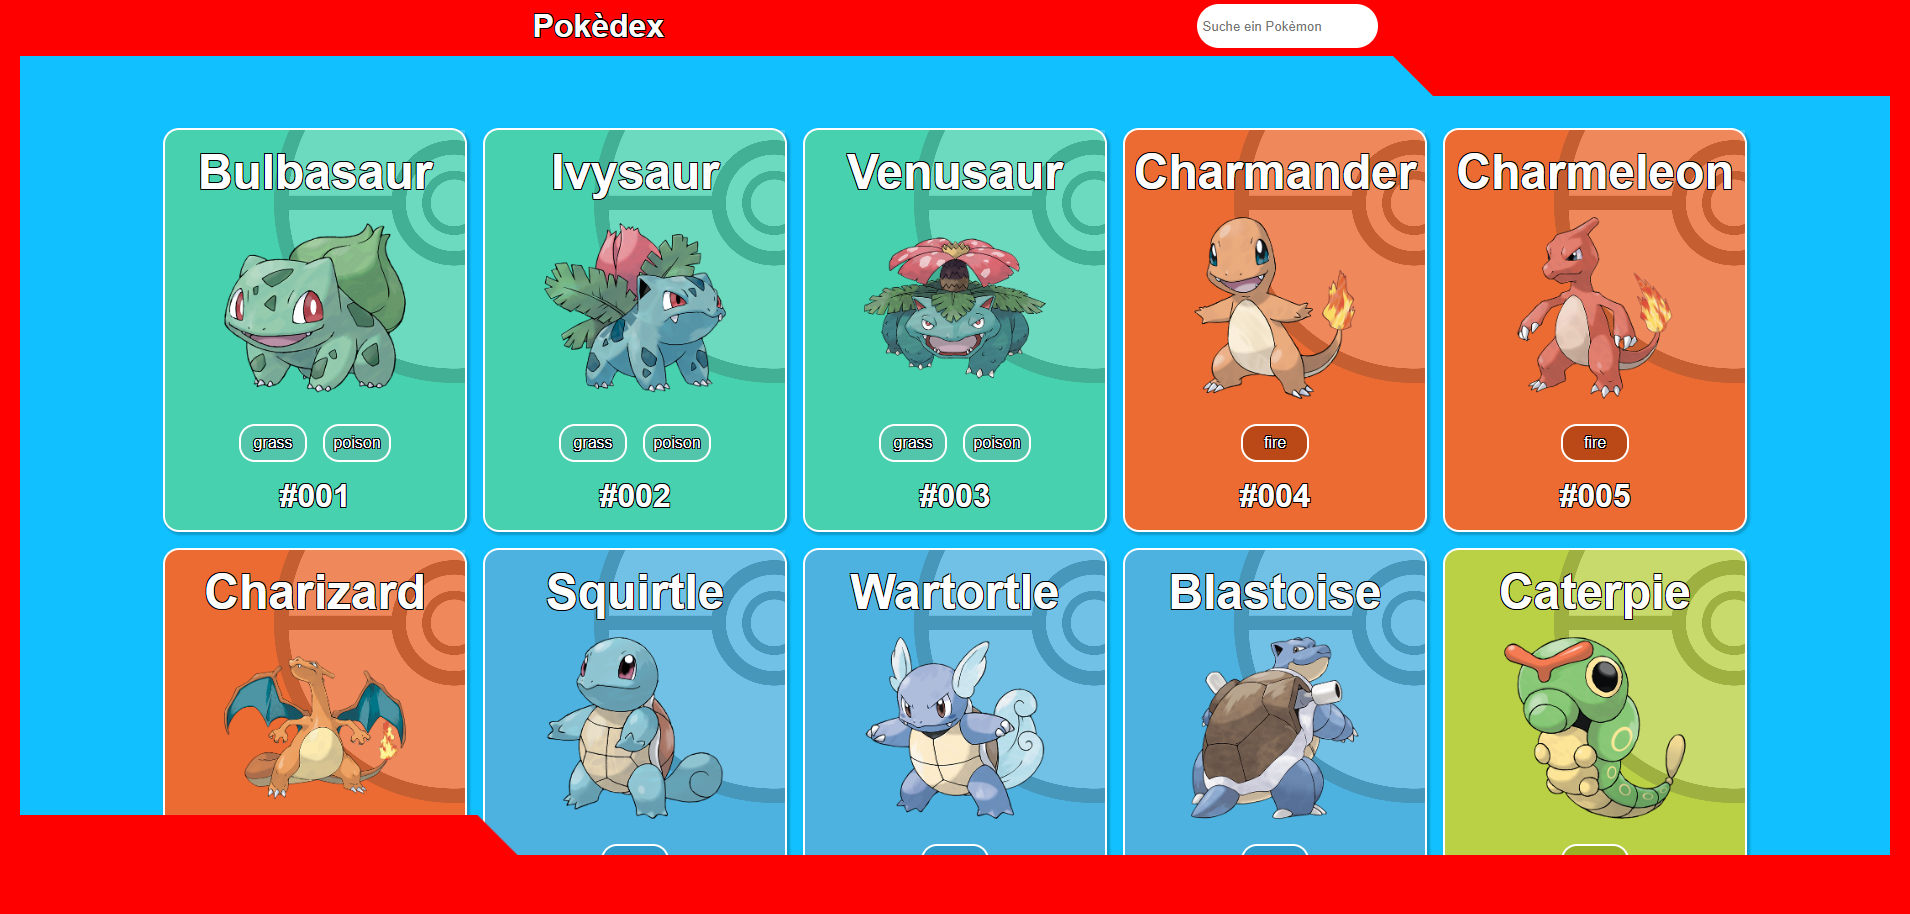 Pokèdex
Suche ein Pokèmon
Bulbasaur
Ivysaur
Venusaur
Charmander
Charmeleon
grass poison
grass poison
grass poison
fire
fire
#001
#002
#003
#004
#005
Charizard
Squirtle
Wartortle
Blastoise
Caterpie